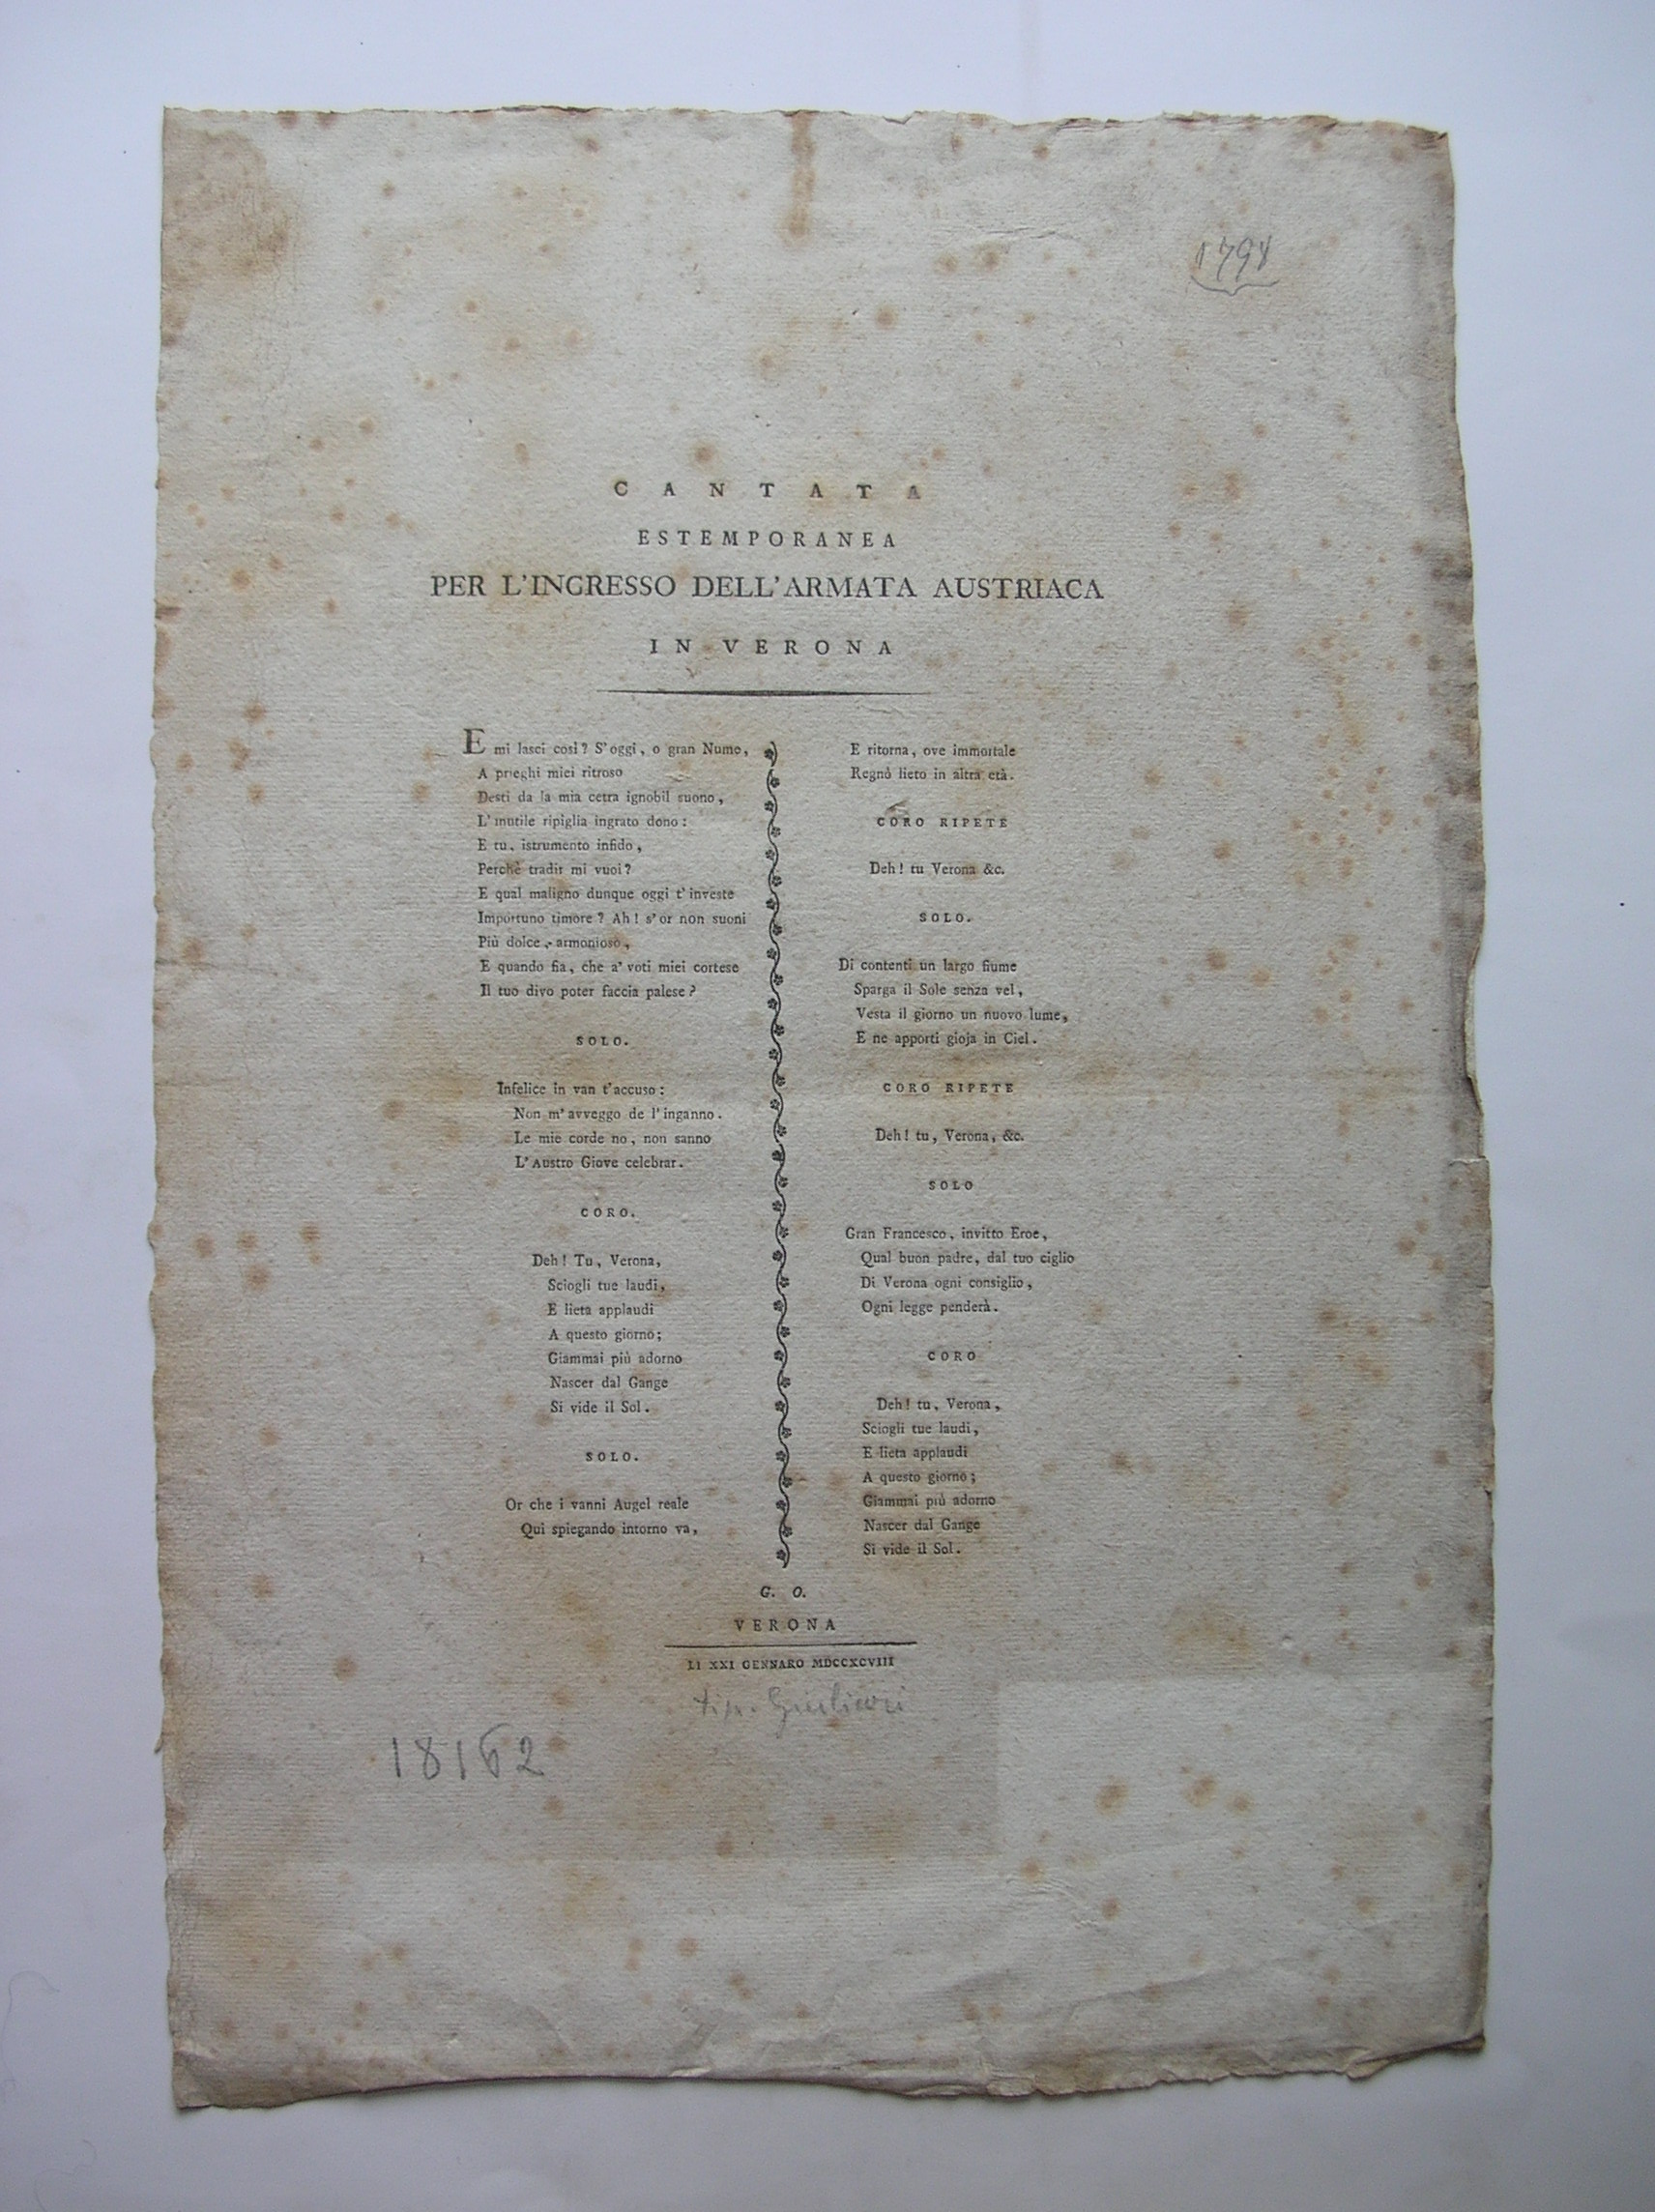 1798
CANTATA
ESTEMPORANEA
PER L'INGRESSO DELL'ARMATA AUSTRIACA
IN VERONA
E mi lasci così? S'oggi, o gran Nume,
A prieghi miei ritroso
Desti da la mia cetra ignobil suono,
L'inutile ripiglia ingrato dono:
E tu, istrumento infido,
Perchè tradir mi vuoi?
E qual maligno dunque oggi t'investe
Importuno timore? Ah! s'or non suoni
Più dolce, armonioso,
E quando fia, che a' voti miei cortese
Il tuo divo poter faccia palese?
SOLO.
Infelice in van t'accuso:
Non m'avveggo de l'inganno.
Le mie corde no, non sanno
L'Austro Giove celebrar.
CORO.
Deh! Tu, Verona,
Sciogli tue laudi,
E lieta applaudi
A questo giorno;
Giammai più adorno
Nascer dal Gange
Si vide il Sol.
SOLO.
Or che i vanni Augel reale
Qui spiegando intorno va,
E ritorna, ove immortale
Regnò lieto in altra età.
CORO RIPETE
Deh! tu Verona &c.
SOLO.
Di contenti un largo fiume
Sparga il Sole senza vel,
Vesta il giorno un nuovo lume,
E ne apporti gioja in Ciel.
CORO RIPETE
Deh! tu, Verona, &c.
SOLO
Gran Francesco, invitto Eroe,
Qual buon padre, dal tuo ciglio
Di Verona ogni consiglio,
Ogni legge penderà.
CORO
Deh! tu, Verona,
Sciogli tue laudi,
E lieta applaudi
A questo giorno;
Giammai più adorno
Nascer dal Gange
Si vide il Sol.
G. O.
VERONA
LI XXI GENNARO MDCCXCVIII
tip. Giuliari
18162